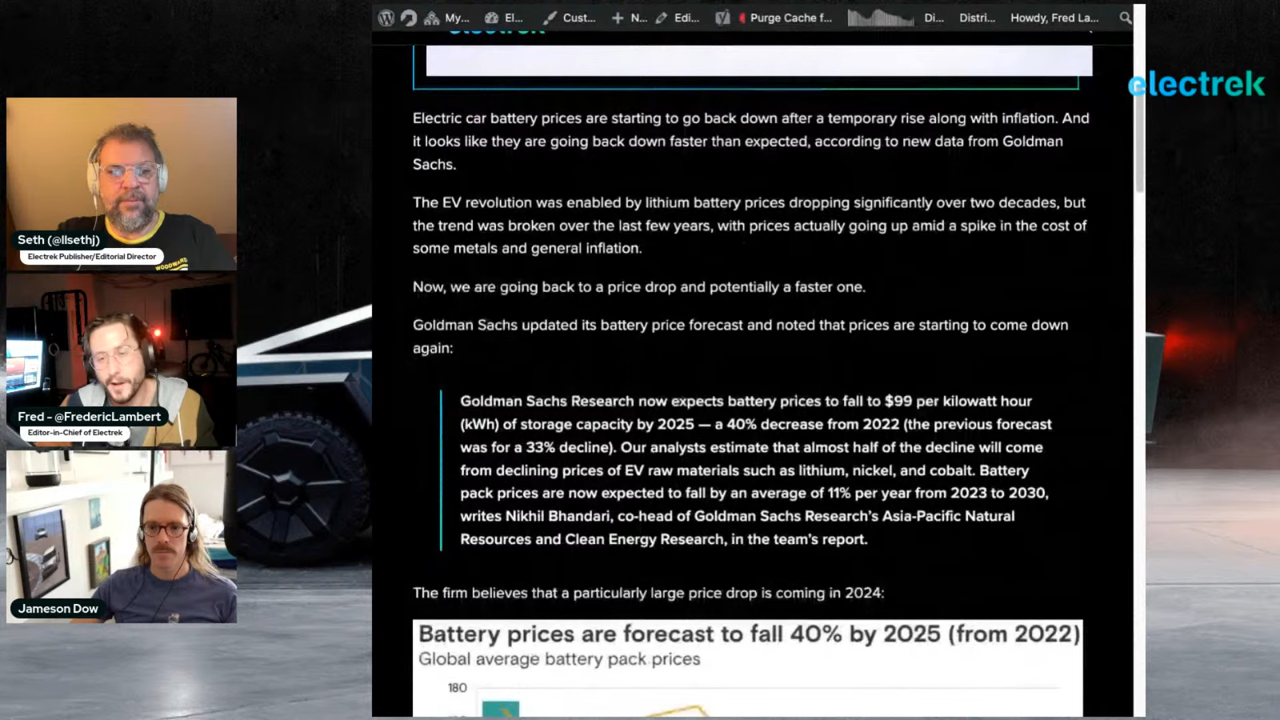 My...
El...
Cust...
N...
Edi...
Purge Cache f...
Di...
Distri...
Howdy, Fred La...
electrek
electrek
Electric car battery prices are starting to go back down after a temporary rise along with inflation. And
it looks like they are going back down faster than expected, according to new data from Goldman
Sachs.
The EV revolution was enabled by lithium battery prices dropping significantly over two decades, but
the trend was broken over the last few years, with prices actually going up amid a spike in the cost of
some metals and general inflation.
Now, we are going back to a price drop and potentially a faster one.
Goldman Sachs updated its battery price forecast and noted that prices are starting to come down
again:
Goldman Sachs Research now expects battery prices to fall to $99 per kilowatt hour
(kWh) of storage capacity by 2025 — a 40% decrease from 2022 (the previous forecast
was for a 33% decline). Our analysts estimate that almost half of the decline will come
from declining prices of EV raw materials such as lithium, nickel, and cobalt. Battery
pack prices are now expected to fall by an average of 11% per year from 2023 to 2030,
writes Nikhil Bhandari, co-head of Goldman Sachs Research's Asia-Pacific Natural
Resources and Clean Energy Research, in the team's report.
The firm believes that a particularly large price drop is coming in 2024:
Battery prices are forecast to fall 40% by 2025 (from 2022)
Global average battery pack prices
180
Seth (@llsethj)
Electrek Publisher/Editorial Director
Fred - @FredericLambert
Editor-in-Chief of Electrek
Jameson Dow